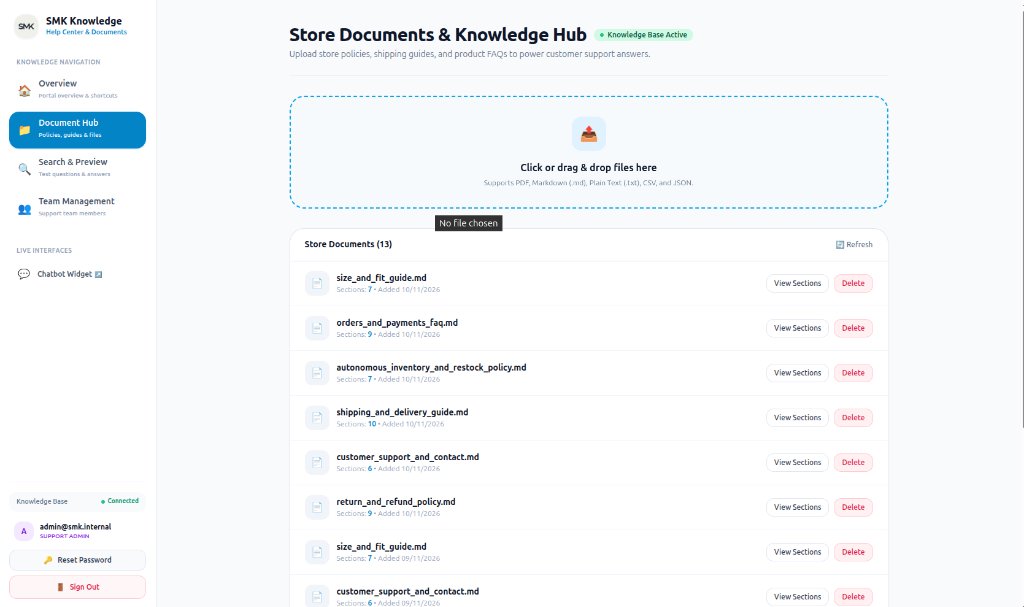 SMK
SMK Knowledge
Help Center & Documents
KNOWLEDGE NAVIGATION
Overview
Portal overview & shortcuts
Document Hub
Policies, guides & files
Search & Preview
Test questions & answers
Team Management
Support team members
LIVE INTERFACES
Chatbot Widget
Knowledge Base
Connected
A
admin@smk.internal
SUPPORT ADMIN
Reset Password
Sign Out
Store Documents & Knowledge Hub
Knowledge Base Active
Upload store policies, shipping guides, and product FAQs to power customer support answers.
Click or drag & drop files here
Supports PDF, Markdown (.md), Plain Text (.txt), CSV, and JSON.
No file chosen
Store Documents (13)
Refresh
size_and_fit_guide.md
Sections: 7 • Added 10/11/2026
View Sections
Delete
orders_and_payments_faq.md
Sections: 9 • Added 10/11/2026
View Sections
Delete
autonomous_inventory_and_restock_policy.md
Sections: 7 • Added 10/11/2026
View Sections
Delete
shipping_and_delivery_guide.md
Sections: 10 • Added 10/11/2026
View Sections
Delete
customer_support_and_contact.md
Sections: 6 • Added 10/11/2026
View Sections
Delete
return_and_refund_policy.md
Sections: 9 • Added 10/11/2026
View Sections
Delete
size_and_fit_guide.md
Sections: 7 • Added 09/11/2026
View Sections
Delete
customer_support_and_contact.md
Sections: 6 • Added 09/11/2026
View Sections
Delete